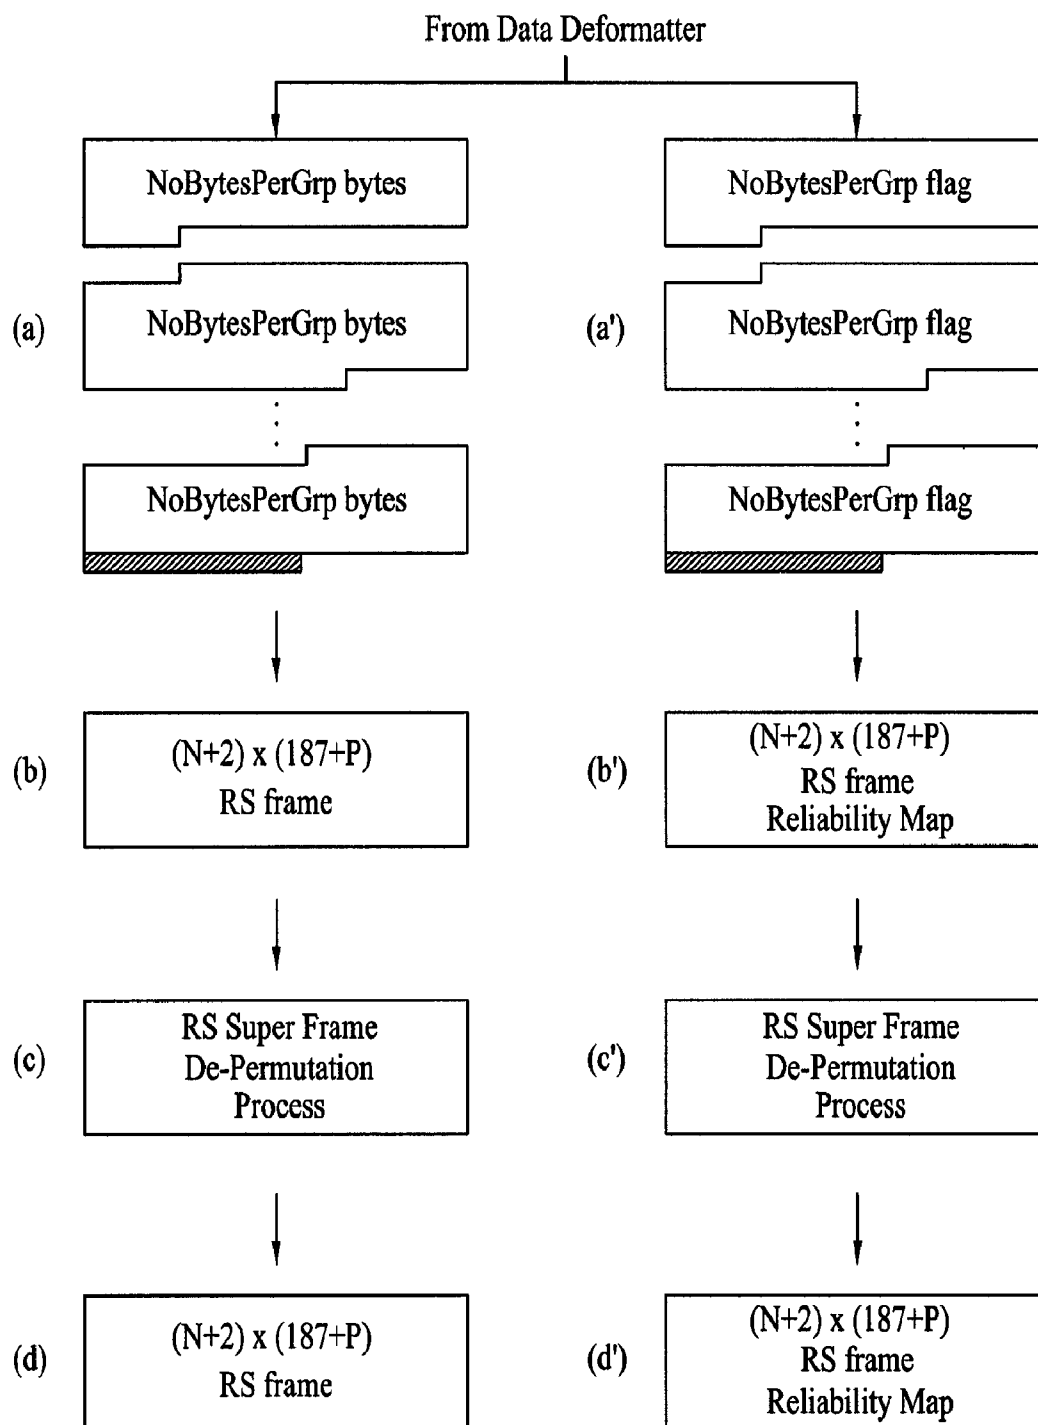 From Data Deformatter
NoBytesPerGrp bytes
NoBytesPerGrp flag
(a)
NoBytesPerGrp bytes
(a')
NoBytesPerGrp flag
NoBytesPerGrp bytes
NoBytesPerGrp flag
(b)
(N+2) x (187+P)
RS frame
(b')
(N+2) x (187+P)
RS frame
Reliability Map
(c)
RS Super Frame
De-Permutation
Process
(c')
RS Super Frame
De-Permutation
Process
(d)
(N+2) x (187+P)
RS frame
(d')
(N+2) x (187+P)
RS frame
Reliability Map